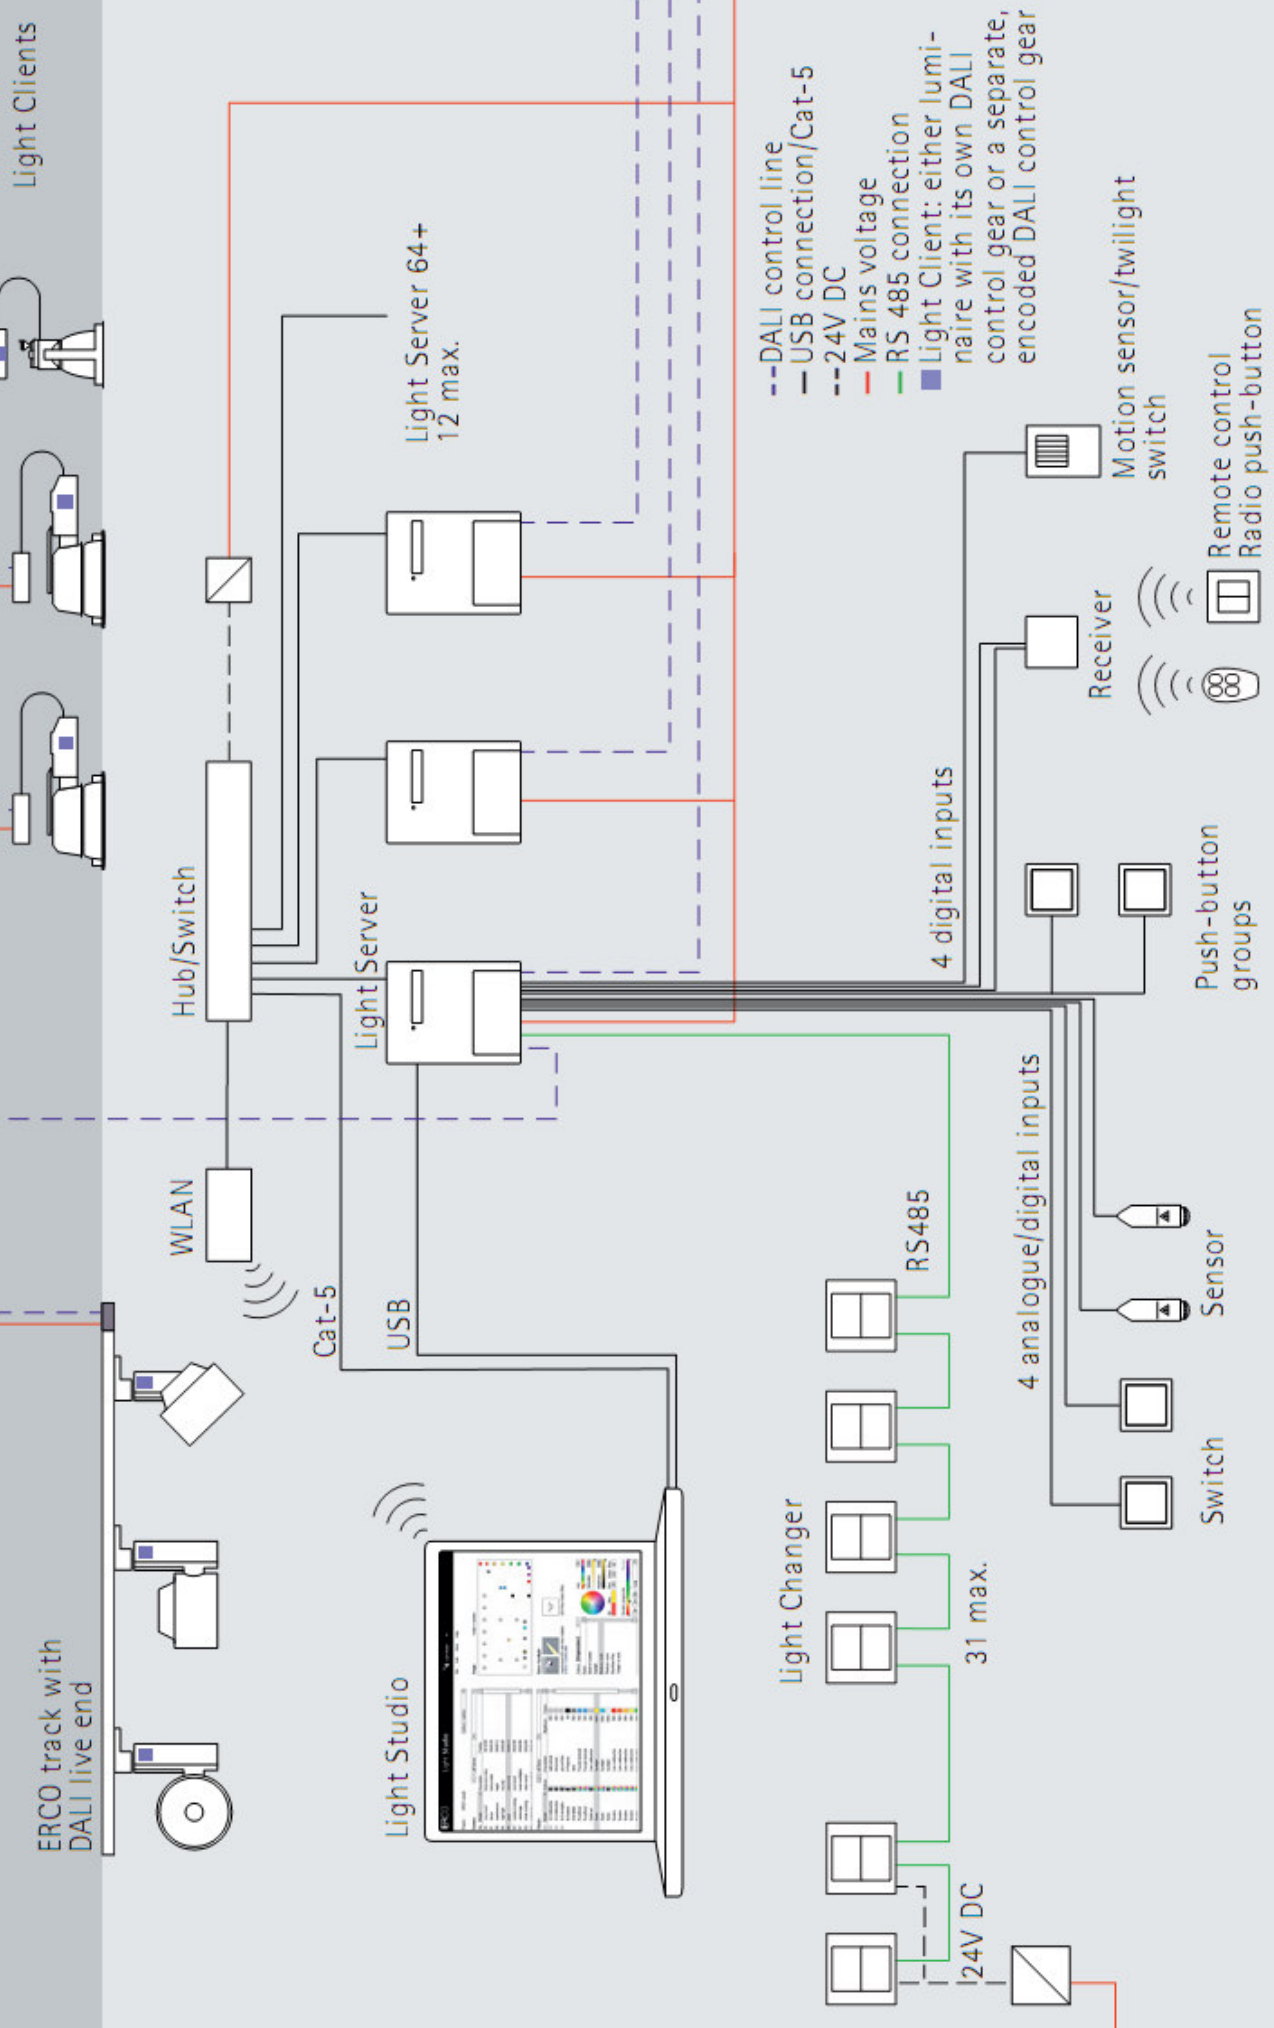 ERCO track with
DALI live end
Light Clients
WLAN
Hub/Switch
Cat-5
USB
Light Server
Light Server 64+
12 max.
Light Studio
ERCO
Light Studio
--DALI control line
— USB connection/Cat-5
--24V DC
— Mains voltage
— RS 485 connection
Light Client: either lumi-
naire with its own DALI
control gear or a separate,
encoded DALI control gear
Light Changer
RS485
31 max.
24V DC
4 digital inputs
4 analogue/digital inputs
Switch
Sensor
Push-button
groups
Receiver
Motion sensor/twilight
switch
Remote control
Radio push-button